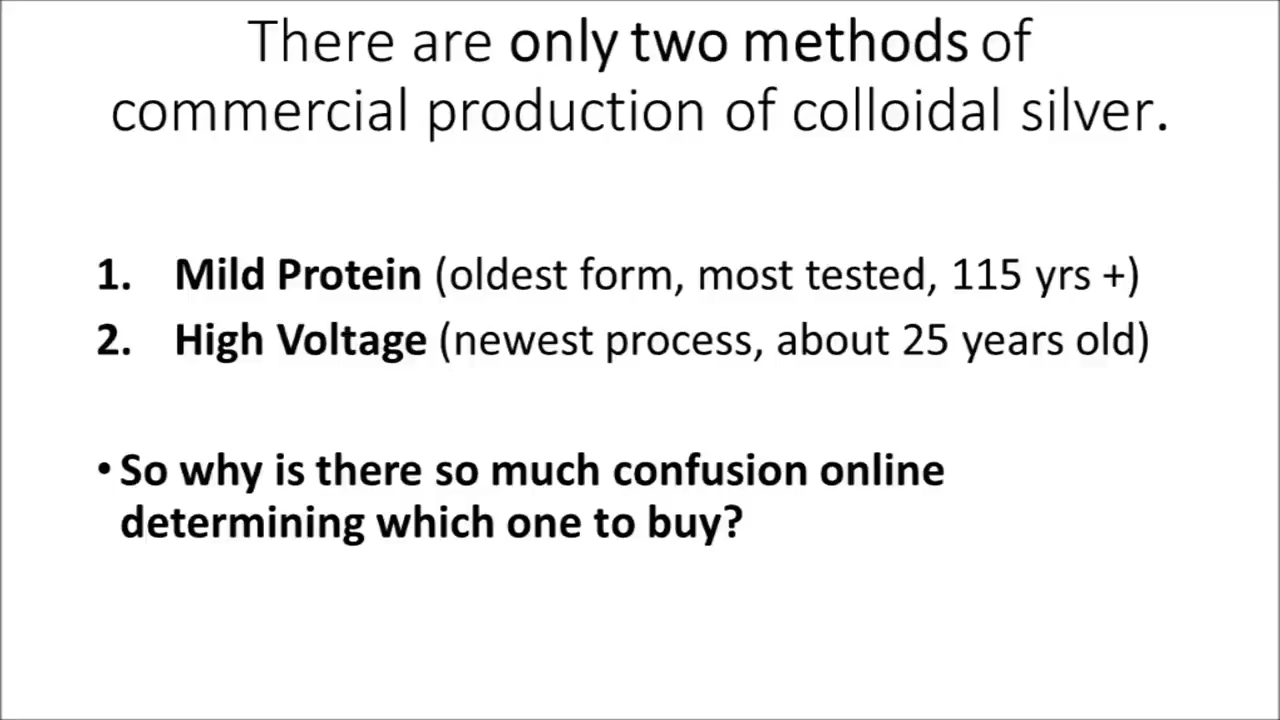 There are only two methods of
commercial production of colloidal silver.
1. Mild Protein (oldest form, most tested, 115 yrs +)
2. High Voltage (newest process, about 25 years old)
• So why is there so much confusion online
determining which one to buy?